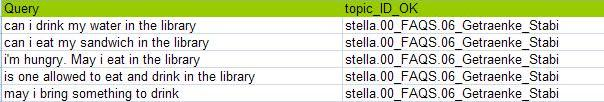 Query topic_ID_OK
can i drink my water in the library stella.00_FAQS.06_Getraenke_Stabi
can i eat my sandwich in the library stella.00_FAQS.06_Getraenke_Stabi
i'm hungry. May i eat in the library stella.00_FAQS.06_Getraenke_Stabi
is one allowed to eat and drink in the library stella.00_FAQS.06_Getraenke_Stabi
may i bring something to drink stella.00_FAQS.06_Getraenke_Stabi